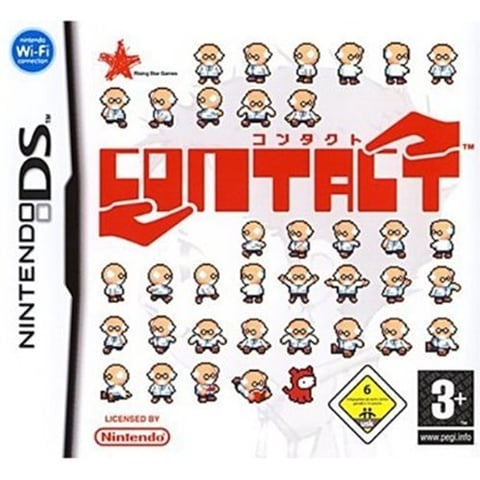 Nintendo
Wi-Fi
connection
NINTENDO DS™
Rising Star Games
コンタクト
CONTACT™
LICENSED BY
Nintendo
6
3+
www.pegi.info